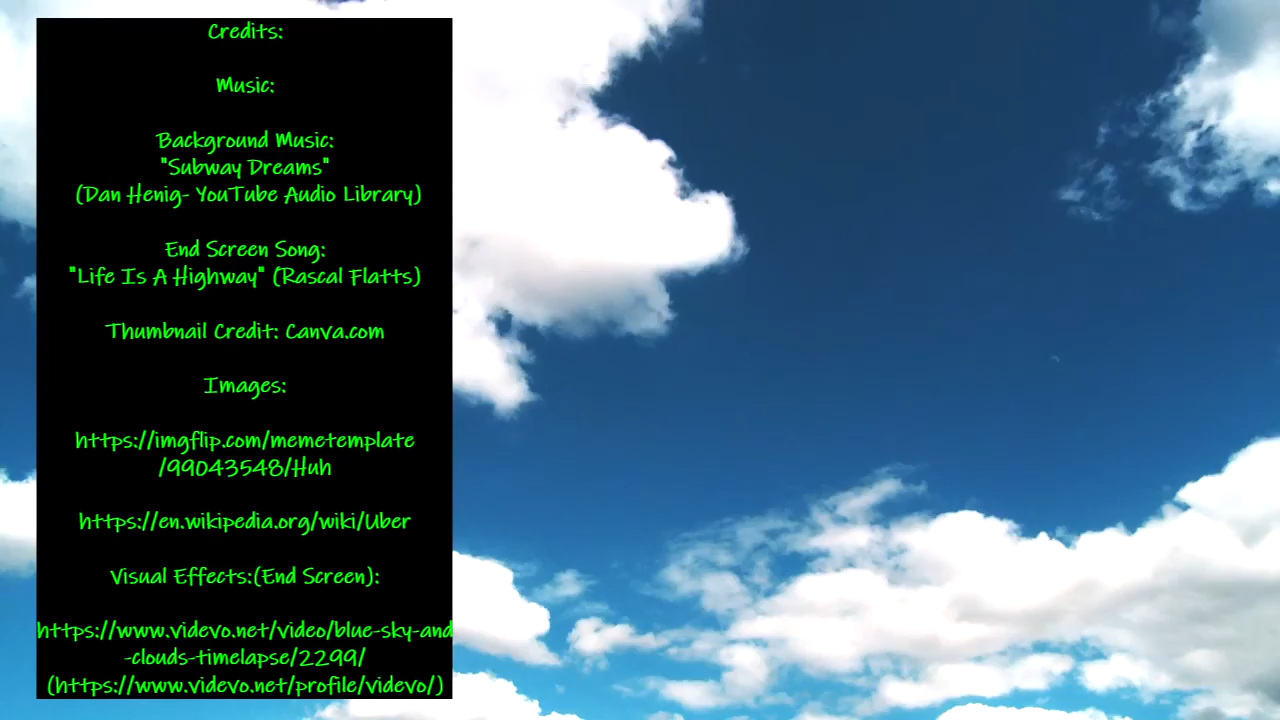 Credits:
Music:
Background Music:
"Subway Dreams"
(Dan Henig- YouTube Audio Library)
End Screen Song:
"Life Is A Highway" (Rascal Flatts)
Thumbnail Credit: Canva.com
Images:
https://imgflip.com/memetemplate
/99043548/Huh
https://en.wikipedia.org/wiki/Uber
Visual Effects:(End Screen):
https://www.videvo.net/video/blue-sky-and
-clouds-timelapse/2299/
(https://www.videvo.net/profile/videvo/)